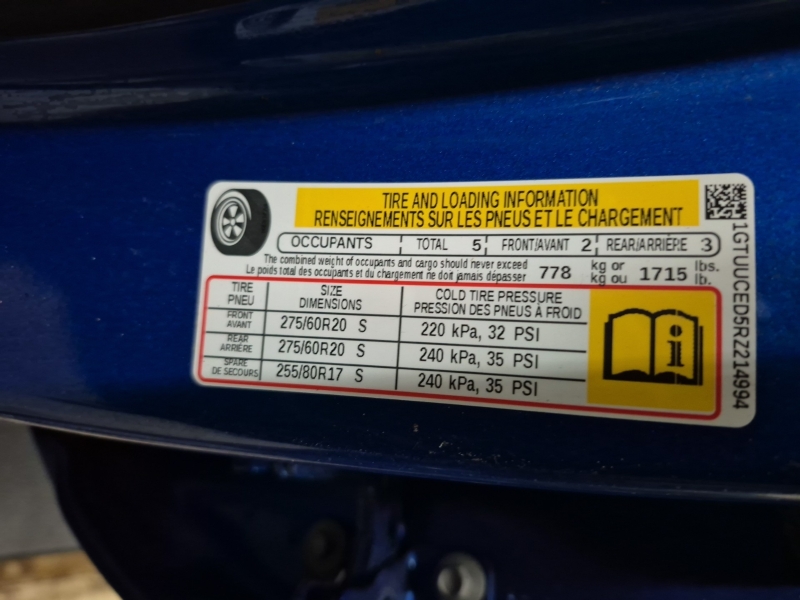 TIRE AND LOADING INFORMATION
RENSEIGNEMENTS SUR LES PNEUS ET LE CHARGEMENT
OCCUPANTS TOTAL 5 FRONT/AVANT 2 REAR/ARRIÈRE 3
The combined weight of occupants and cargo should never exceed 778 kg or 1715 lbs.
Le poids total des occupants et du chargement ne doit jamais dépasser kg ou lb.
TIRE SIZE COLD TIRE PRESSURE
PNEU DIMENSIONS PRESSION DES PNEUS À FROID
FRONT
AVANT 275/60R20 S 220 kPa, 32 PSI
REAR
ARRIÈRE 275/60R20 S 240 kPa, 35 PSI
SPARE
DE SECOURS 255/80R17 S 240 kPa, 35 PSI
i
1GTUUCED5RZ214994